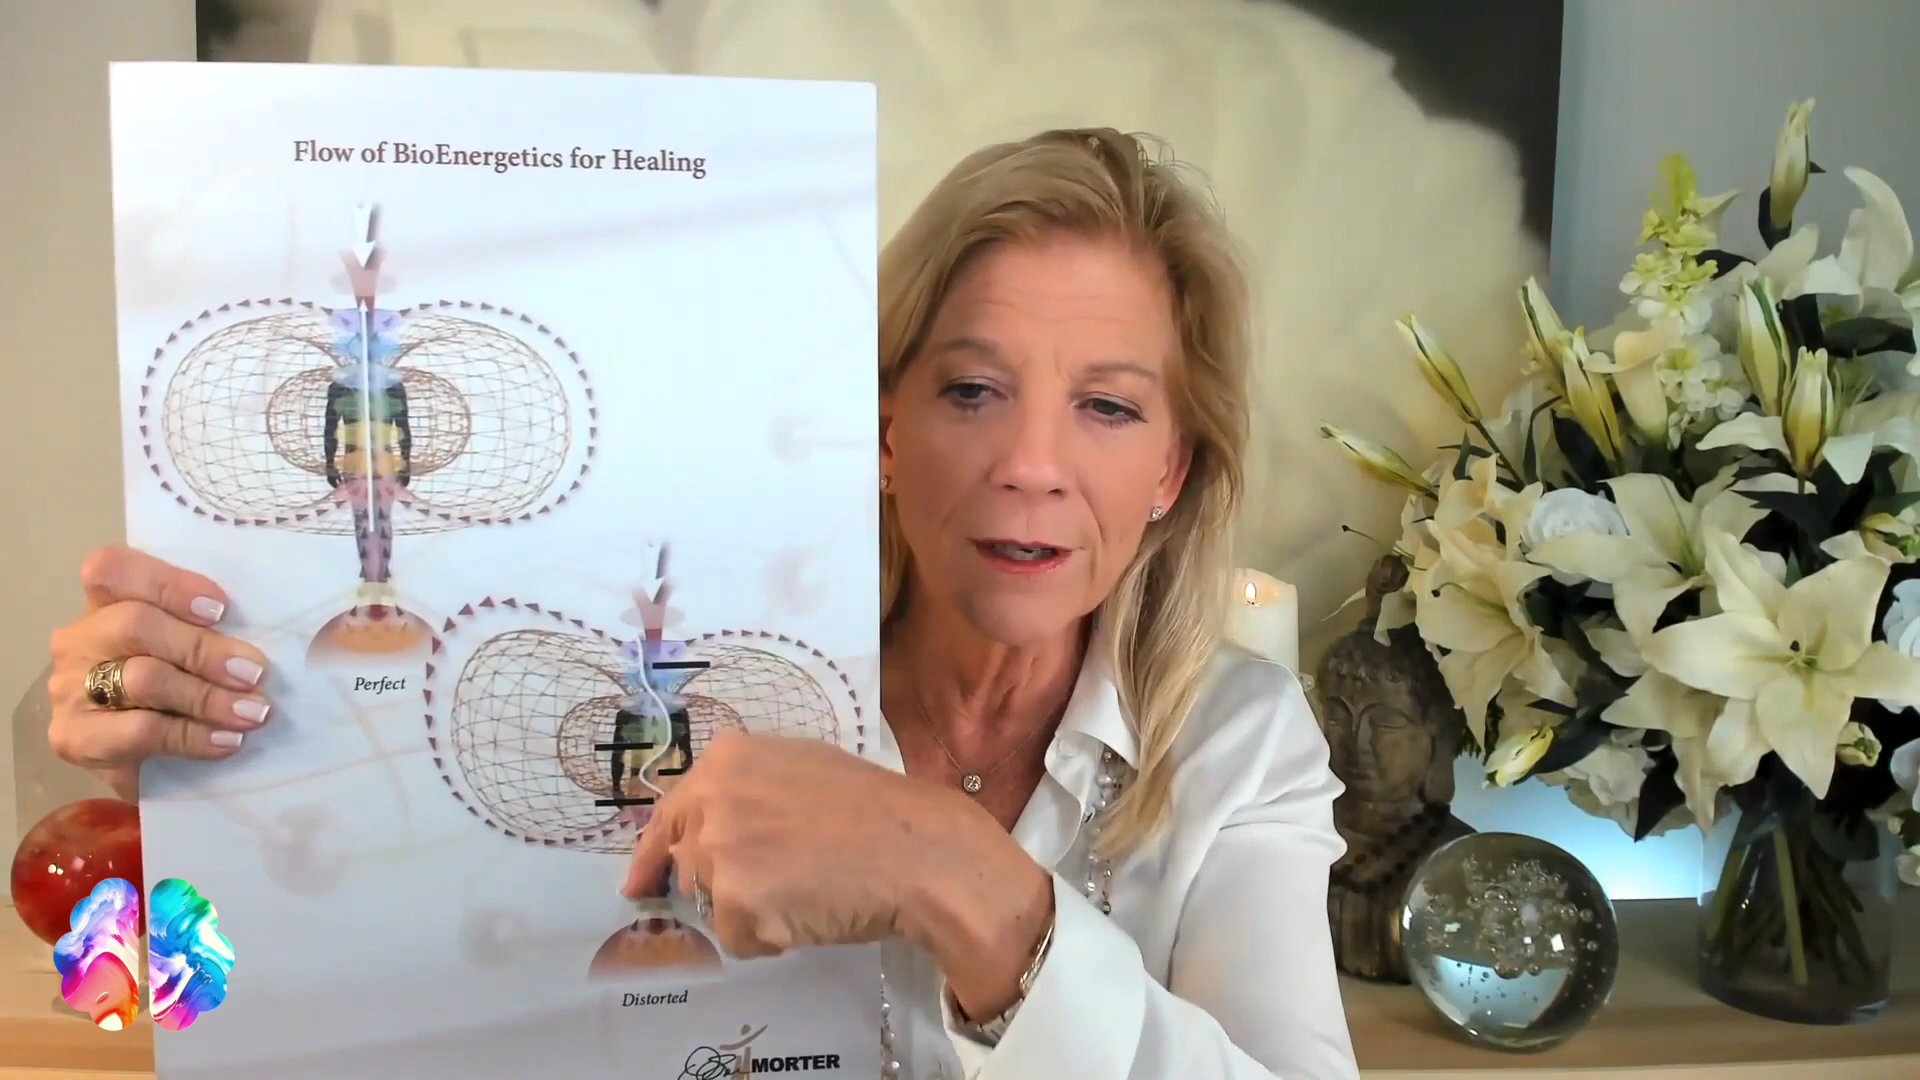 Flow of BioEnergetics for Healing
Perfect
Distorted
MORTER